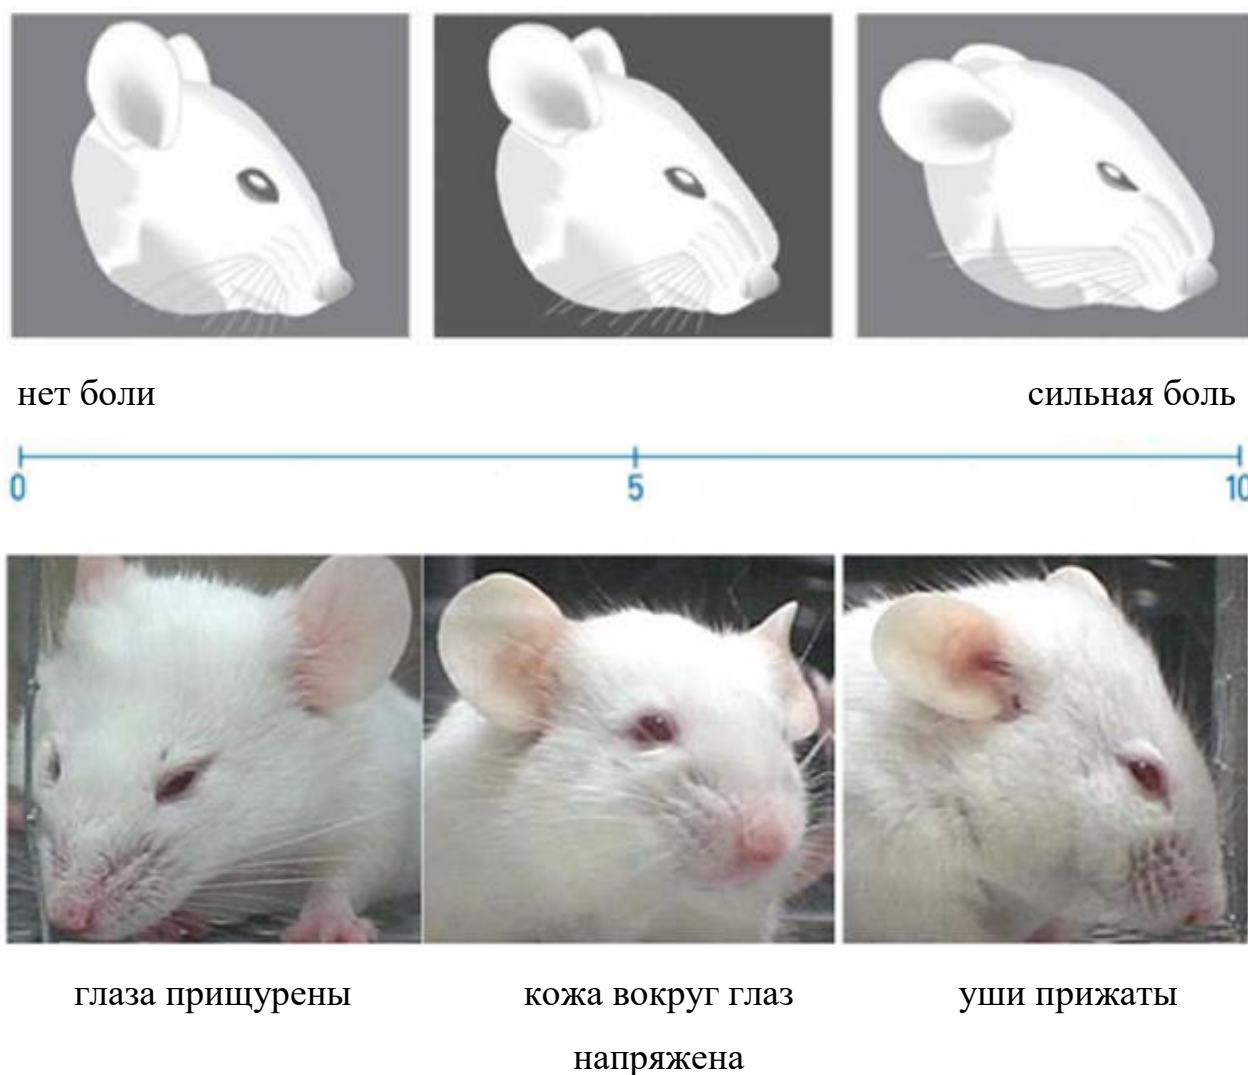 нет боли
сильная боль
0
5
10
глаза прищурены
кожа вокруг глаз
напряжена
уши прижаты